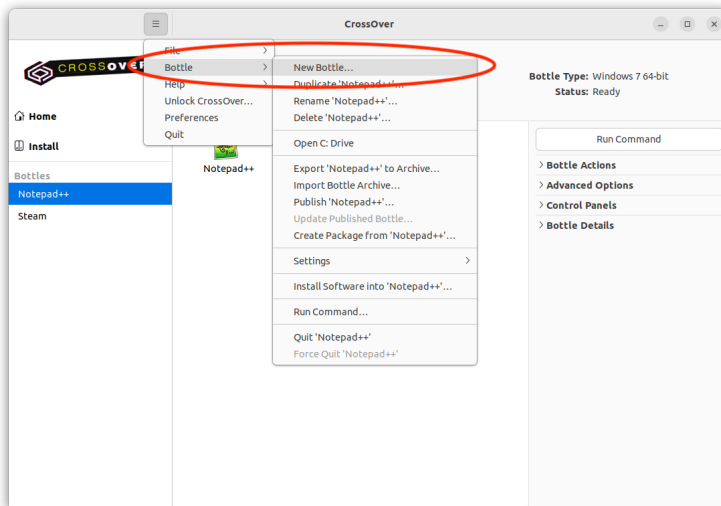 CrossOver
CROSSOVER
Home
Install
Bottles
Notepad++
Steam
File
Bottle
Help
Unlock CrossOver...
Preferences
Quit
New Bottle...
Duplicate 'Notepad++'...
Rename 'Notepad++'...
Delete 'Notepad++'...
Open C: Drive
Export 'Notepad++' to Archive...
Import Bottle Archive...
Publish 'Notepad++'...
Update Published Bottle...
Create Package from 'Notepad++'...
Settings
Install Software into 'Notepad++'...
Run Command...
Quit 'Notepad++'
Force Quit 'Notepad++'
Notepad++
Bottle Type: Windows 7 64-bit
Status: Ready
Run Command
Bottle Actions
Advanced Options
Control Panels
Bottle Details